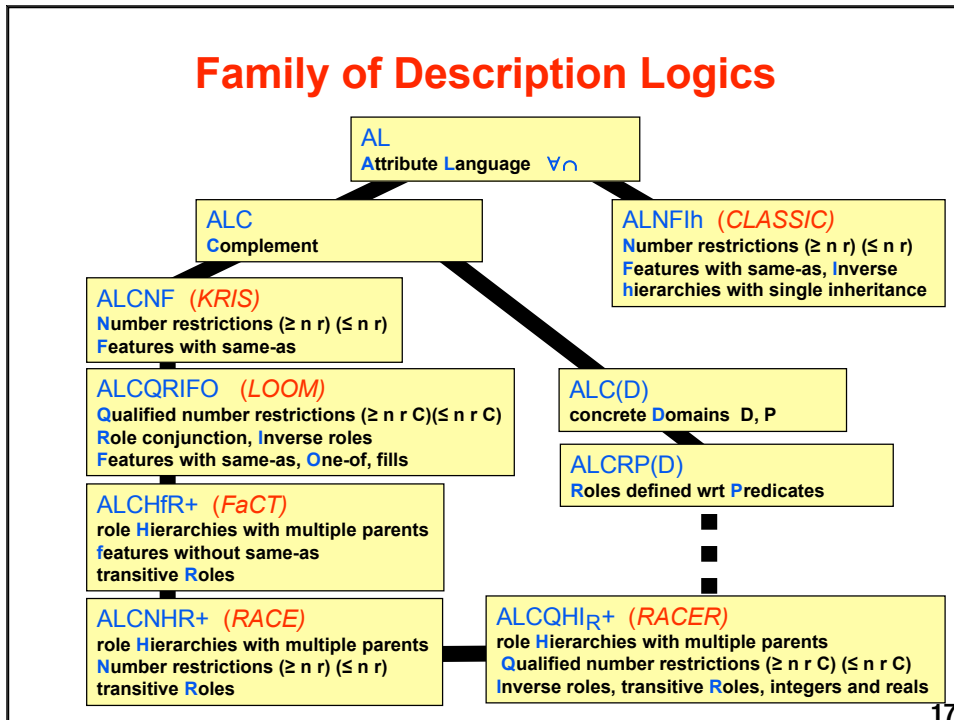 Family of Description Logics
AL
Attribute Language ∀∩
ALC
Complement
ALNFIh (CLASSIC)
Number restrictions (≥ n r) (≤ n r)
Features with same-as, Inverse
hierarchies with single inheritance
ALCNF (KRIS)
Number restrictions (≥ n r) (≤ n r)
Features with same-as
ALCQRIFO (LOOM)
Qualified number restrictions (≥ n r C)(≤ n r C)
Role conjunction, Inverse roles
Features with same-as, One-of, fills
ALC(D)
concrete Domains D, P
ALCRP(D)
Roles defined wrt Predicates
ALCHfR+ (FaCT)
role Hierarchies with multiple parents
features without same-as
transitive Roles
ALCNHR+ (RACE)
role Hierarchies with multiple parents
Number restrictions (≥ n r) (≤ n r)
transitive Roles
ALCQHIR+ (RACER)
role Hierarchies with multiple parents
Qualified number restrictions (≥ n r C) (≤ n r C)
Inverse roles, transitive Roles, integers and reals
17